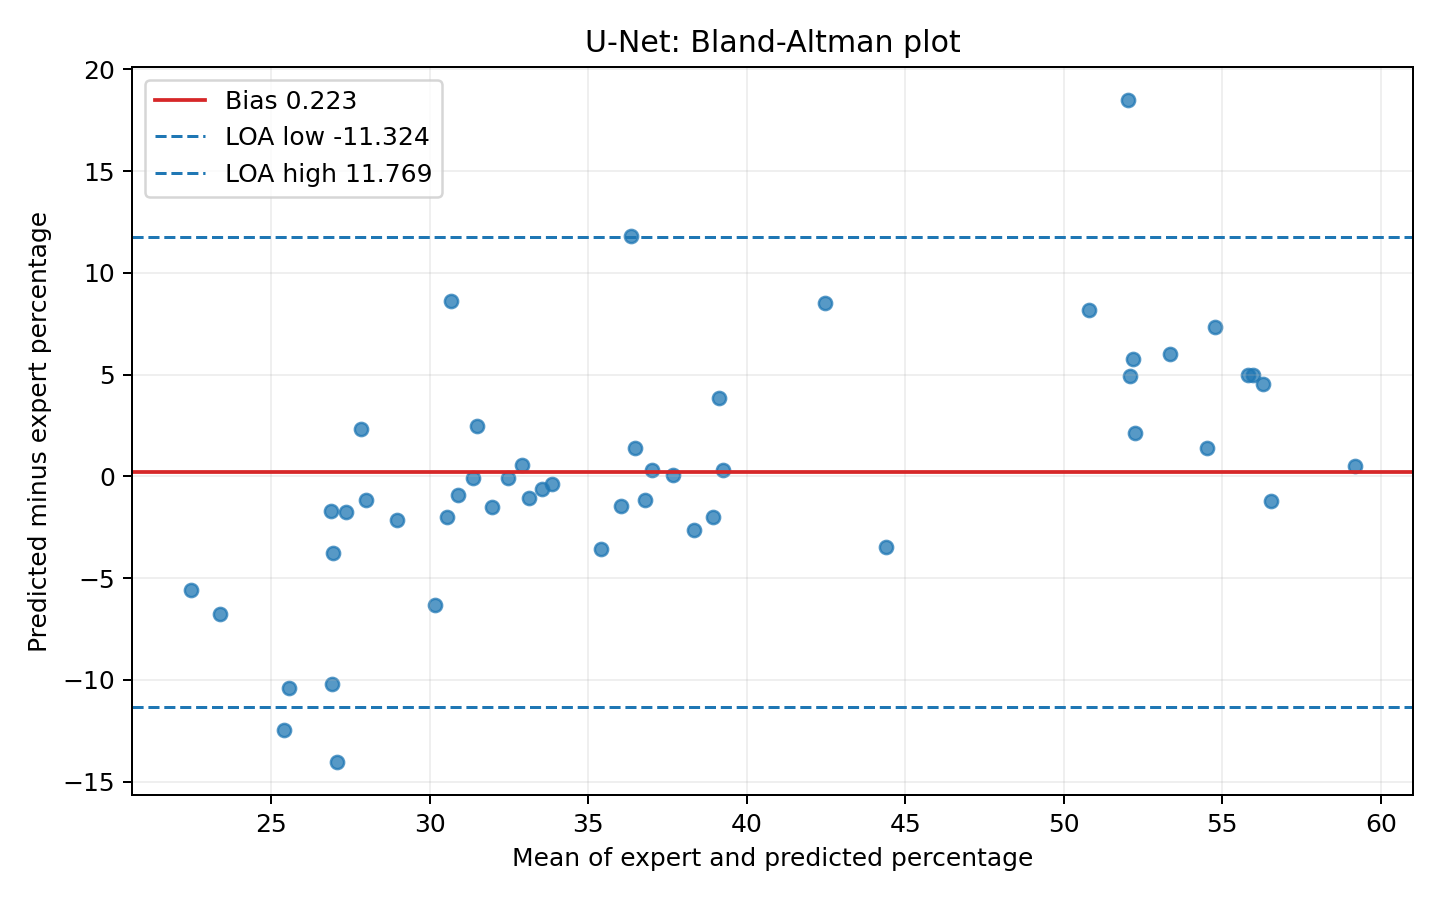 U-Net: Bland-Altman plot
20
Bias 0.223
LOA low -11.324
LOA high 11.769
15
10
5
0
−5
−10
−15
Predicted minus expert percentage
25 30 35 40 45 50 55 60
Mean of expert and predicted percentage